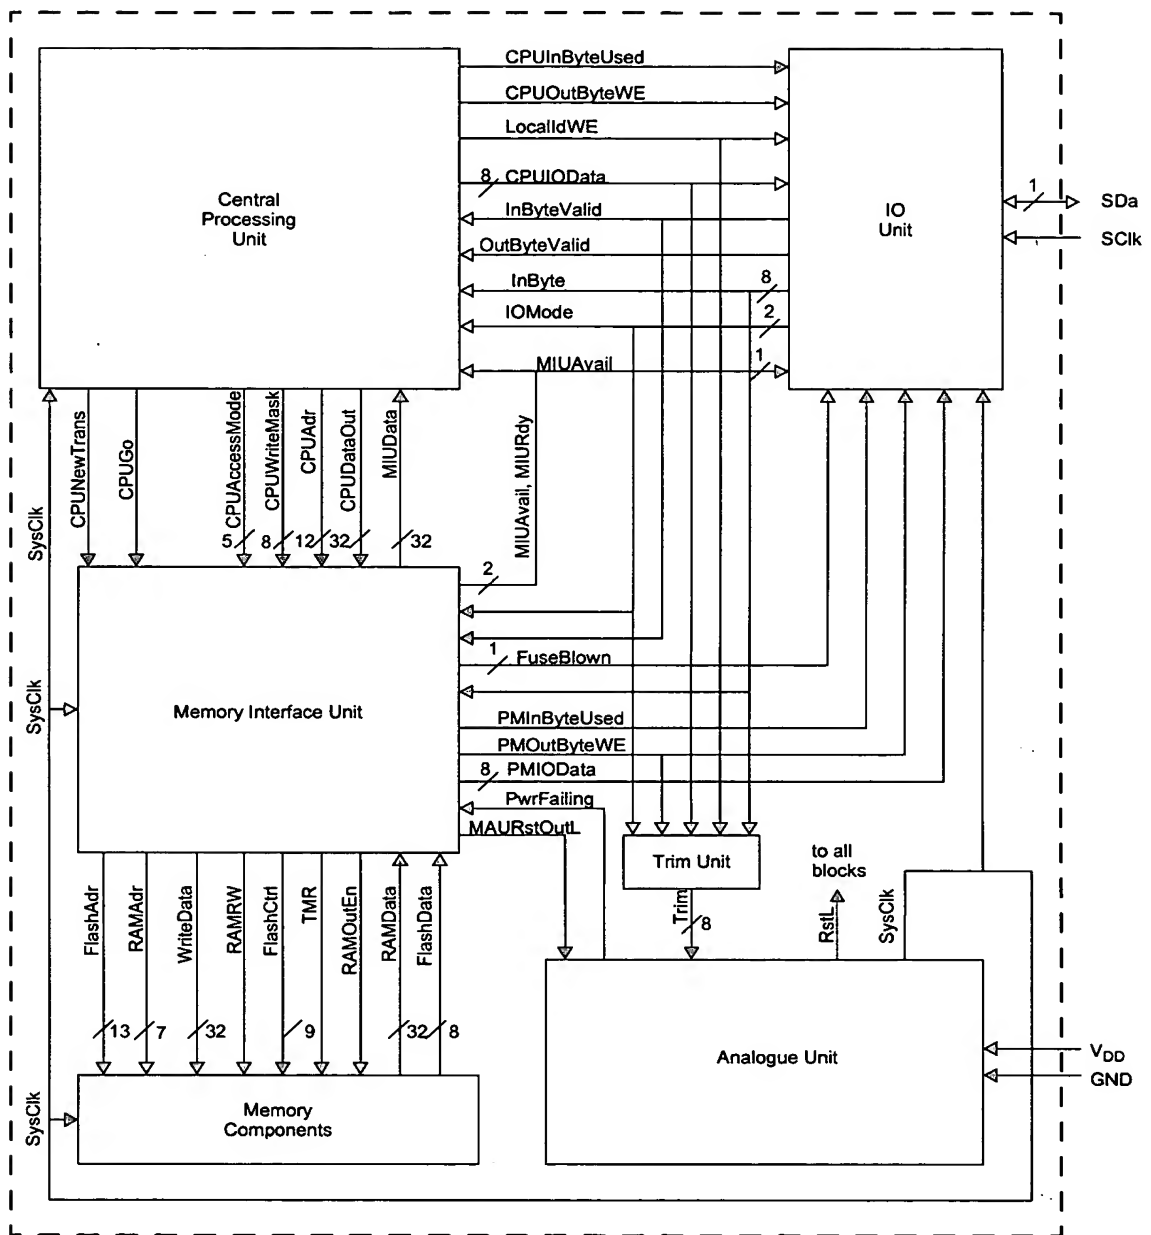 CPUInByteUsed
CPUOutByteWE
LocalIdWE
8 CPUIOData
InByteValid
OutByteValid
InByte 8
IOMode 2
MIUAvail 1
Central
Processing
Unit
IO
Unit
1 SDa
SClk
CPUNewTrans
CPUGo
CPUAccessMode
CPUWriteMask
CPUAdr
CPUDataOut
MIUData
MIUAvail, MIURdy
5 8 12 32 32
SysClk
2
1 FuseBlown
Memory Interface Unit
SysClk
PMInByteUsed
PMOutByteWE
8 PMIOData
PwrFailing
MAURstOutL
Trim Unit
to all
blocks
FlashAdr
RAMAdr
WriteData
RAMRW
FlashCtrl
TMR
RAMOutEn
RAMData
FlashData
Trim
8
RstL
SysClk
13 7 32 9 32 8
Analogue Unit
VDD
GND
SysClk
Memory
Components